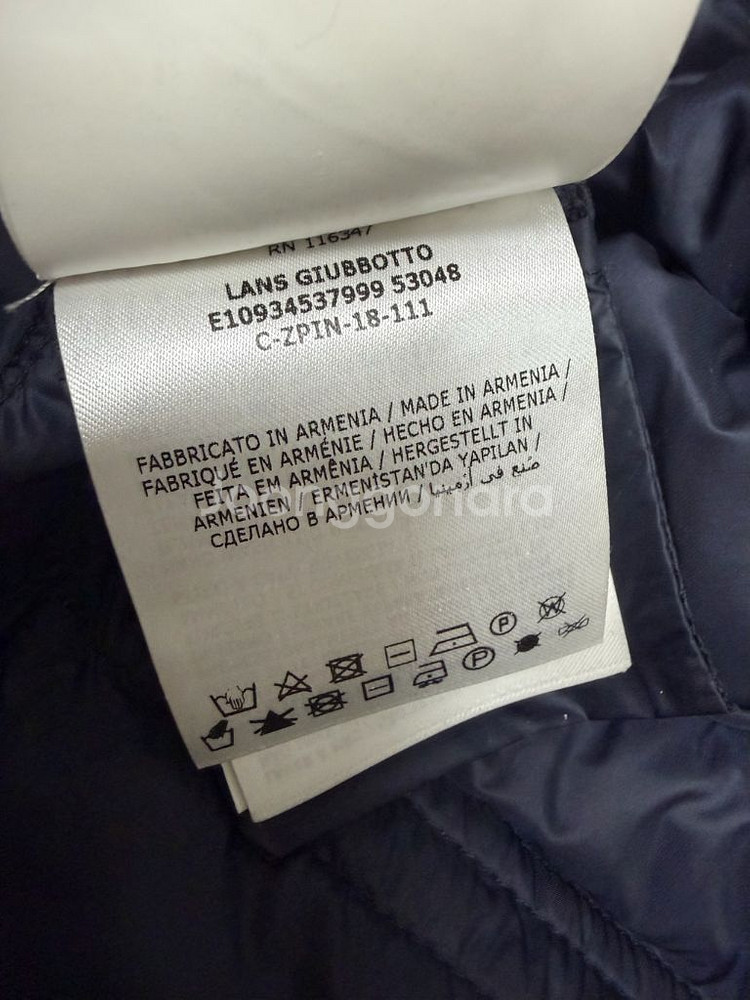 RN 116347
LANS GIUBBOTTO
E10934537999 53048
C-ZPIN-18-111
FABBRICATO IN ARMENIA / MADE IN ARMENIA /
FABRIQUÉ EN ARMÉNIE / HECHO EN ARMENIA /
FEITA EM ARMÊNIA / HERGESTELLT IN
ARMENIEN / ERMENİSTAN'DA YAPILAN /
СДЕЛАНО В АРМЕНИИ / صنع في أرمينيا
joonggonara
P W
P